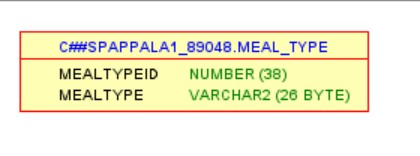 C##SPAPPALA1_89048.MEAL_TYPE
MEALTYPEID NUMBER (38)
MEALTYPE VARCHAR2 (26 BYTE)